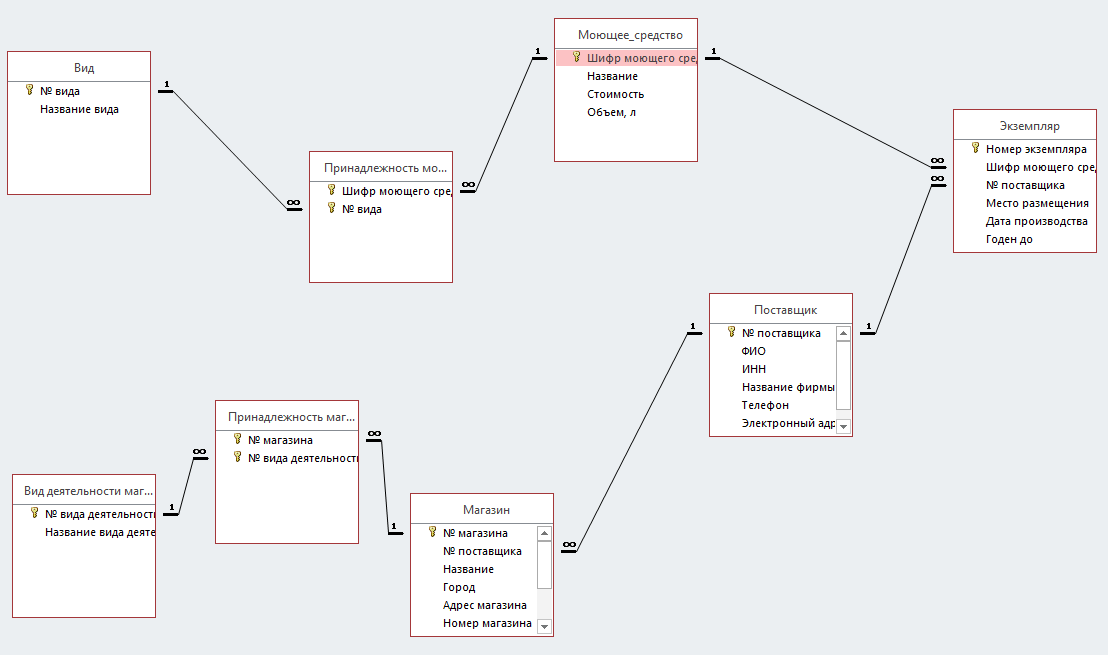 Вид
№ вида
Название вида
1
∞
Принадлежность мо...
Шифр моющего сре
№ вида
∞
1
Моющее_средство
Шифр моющего сре
Название
Стоимость
Объем, л
1
∞
∞
Экземпляр
Номер экземпляра
Шифр моющего сре
№ поставщика
Место размещения
Дата производства
Годен до
Поставщик
№ поставщика
ФИО
ИНН
Название фирмы
Телефон
Электронный адр
1
1
Принадлежность маг...
№ магазина
№ вида деятельности
∞
∞
Вид деятельности маг...
№ вида деятельности
Название вида деяте
1
1
Магазин
№ магазина
№ поставщика
Название
Город
Адрес магазина
Номер магазина
∞